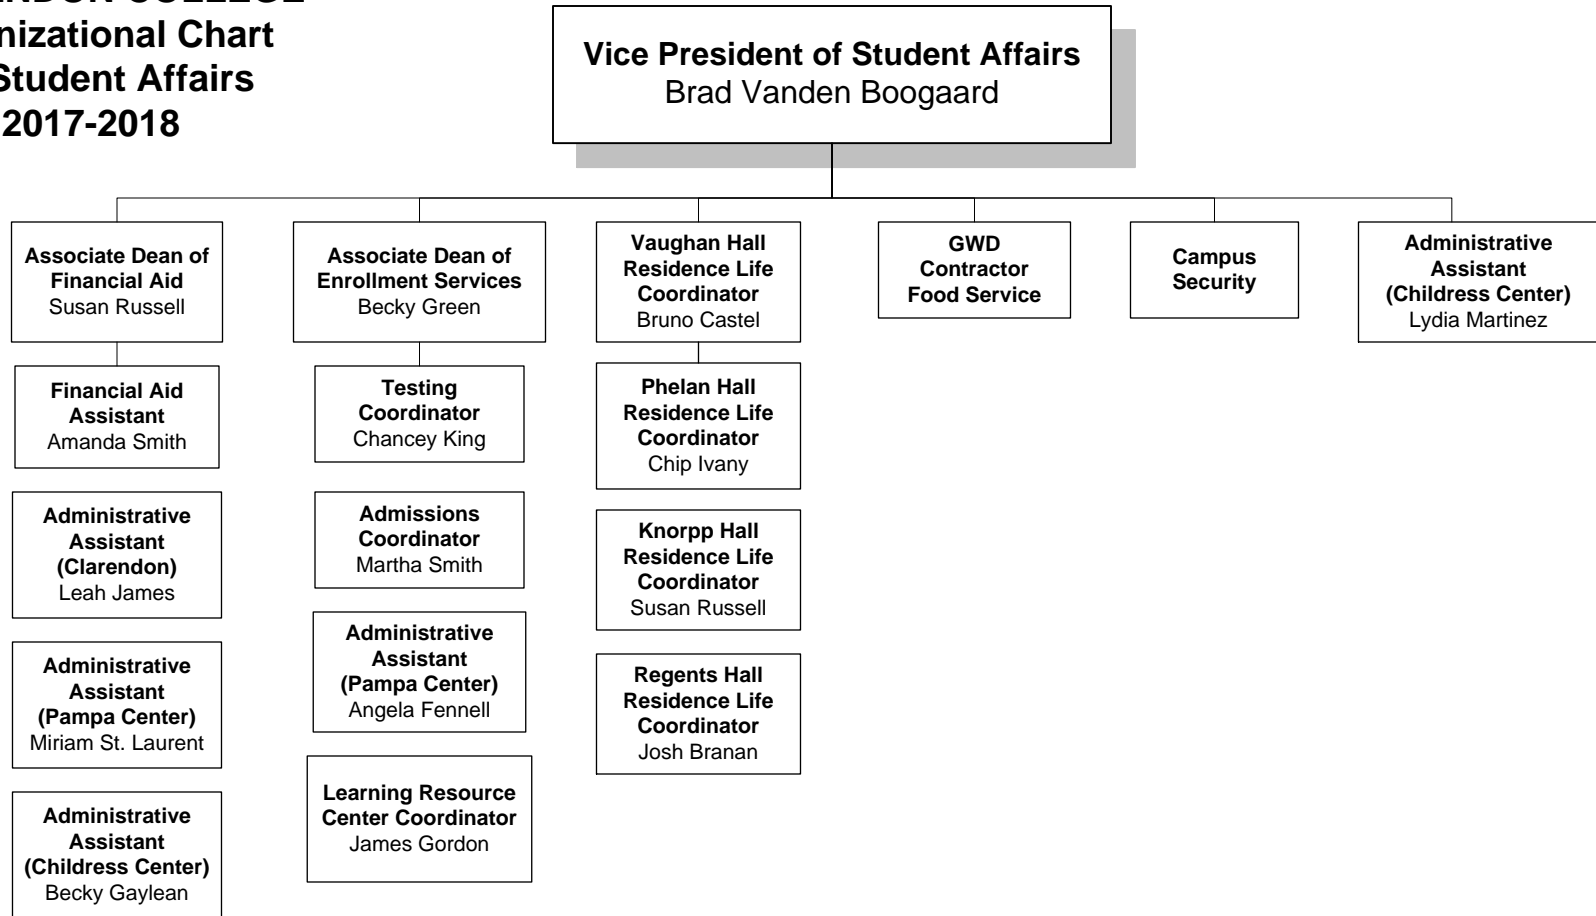 COLLEGE
Organizational Chart
Student Affairs
2017-2018
Vice President of Student Affairs
Brad Vanden Boogaard
Associate Dean of
Financial Aid
Susan Russell
Associate Dean of
Enrollment Services
Becky Green
Vaughan Hall
Residence Life
Coordinator
Bruno Castel
GWD
Contractor
Food Service
Campus
Security
Administrative
Assistant
(Childress Center)
Lydia Martinez
Financial Aid
Assistant
Amanda Smith
Testing
Coordinator
Chancey King
Phelan Hall
Residence Life
Coordinator
Chip Ivany
Administrative
Assistant
(Clarendon)
Leah James
Admissions
Coordinator
Martha Smith
Knorpp Hall
Residence Life
Coordinator
Susan Russell
Administrative
Assistant
(Pampa Center)
Miriam St. Laurent
Administrative
Assistant
(Pampa Center)
Angela Fennell
Regents Hall
Residence Life
Coordinator
Josh Branan
Administrative
Assistant
(Childress Center)
Becky Gaylean
Learning Resource
Center Coordinator
James Gordon